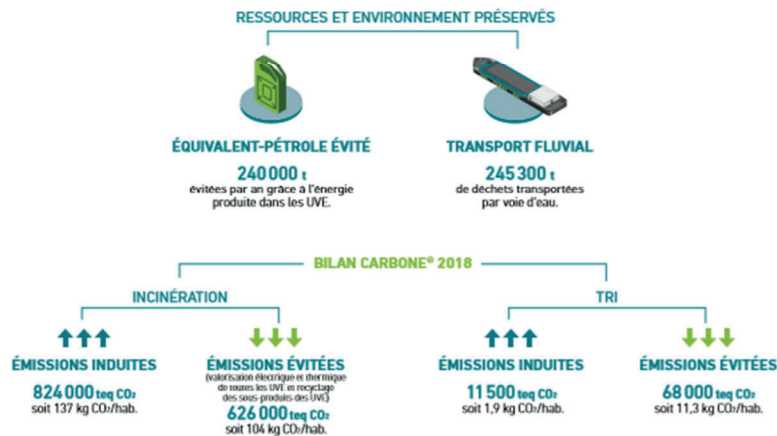 RESSOURCES ET ENVIRONNEMENT PRÉSERVÉS
ÉQUIVALENT-PÉTROLE ÉVITÉ
240 000 t
évitées par an grâce à l'énergie
produite dans les UVE.
TRANSPORT FLUVIAL
245 300 t
de déchets transportées
par voie d'eau.
BILAN CARBONE® 2018
INCINÉRATION
ÉMISSIONS INDUITES
824 000 teq CO₂
soit 137 kg CO₂/hab.
ÉMISSIONS ÉVITÉES
(valorisation électrique et thermique
de toutes les UVE et recyclage
des sous-produits des UVE)
626 000 teq CO₂
soit 104 kg CO₂/hab.
TRI
ÉMISSIONS INDUITES
11 500 teq CO₂
soit 1,9 kg CO₂/hab.
ÉMISSIONS ÉVITÉES
68 000 teq CO₂
soit 11,3 kg CO₂/hab.